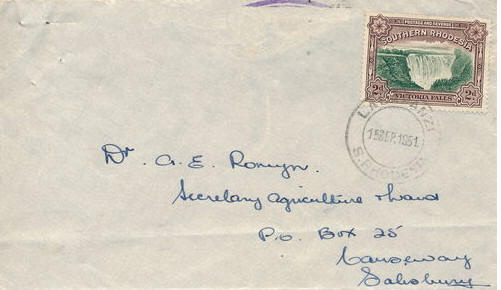 POSTAGE AND REVENUE
SOUTHERN RHODESIA
2d VICTORIA FALLS 2d
15 SEP. 1951
S. RHODESIA
Dr. G. E. Romyn.
Secretary Agriculture & Land
P.O. Box 25
Causeway
Salisbury